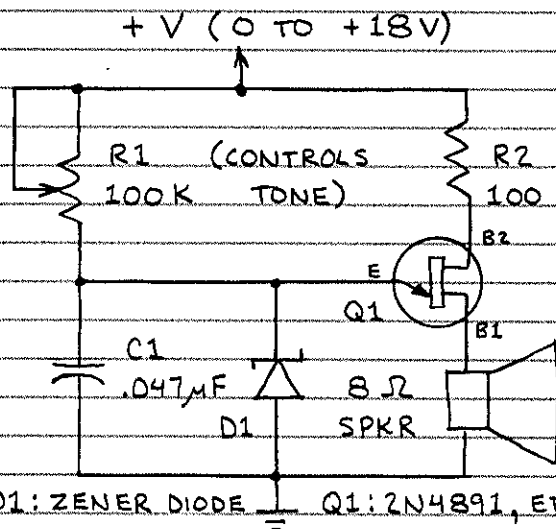 + V (0 TO +18V)
R1 (CONTROLS R2
100K TONE) 100
B2
E
Q1
B1
C1
.047µF 8 Ω
D1 SPKR
D1: ZENER DIODE Q1: 2N4891,